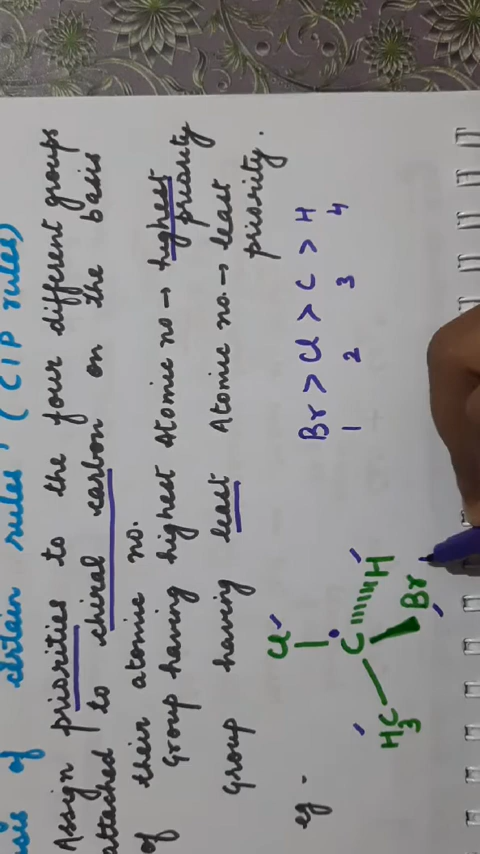 of certain rules' (CIP rules)
Assign priorities to the four different groups
attached to chiral carbon on the basis
of their atomic no.
Group having highest Atomic no → highest priority
Group having least Atomic no → least priority.
eg -
Cl
C
H
H3C
Br
Br > Cl > C > H
1 2 3 4